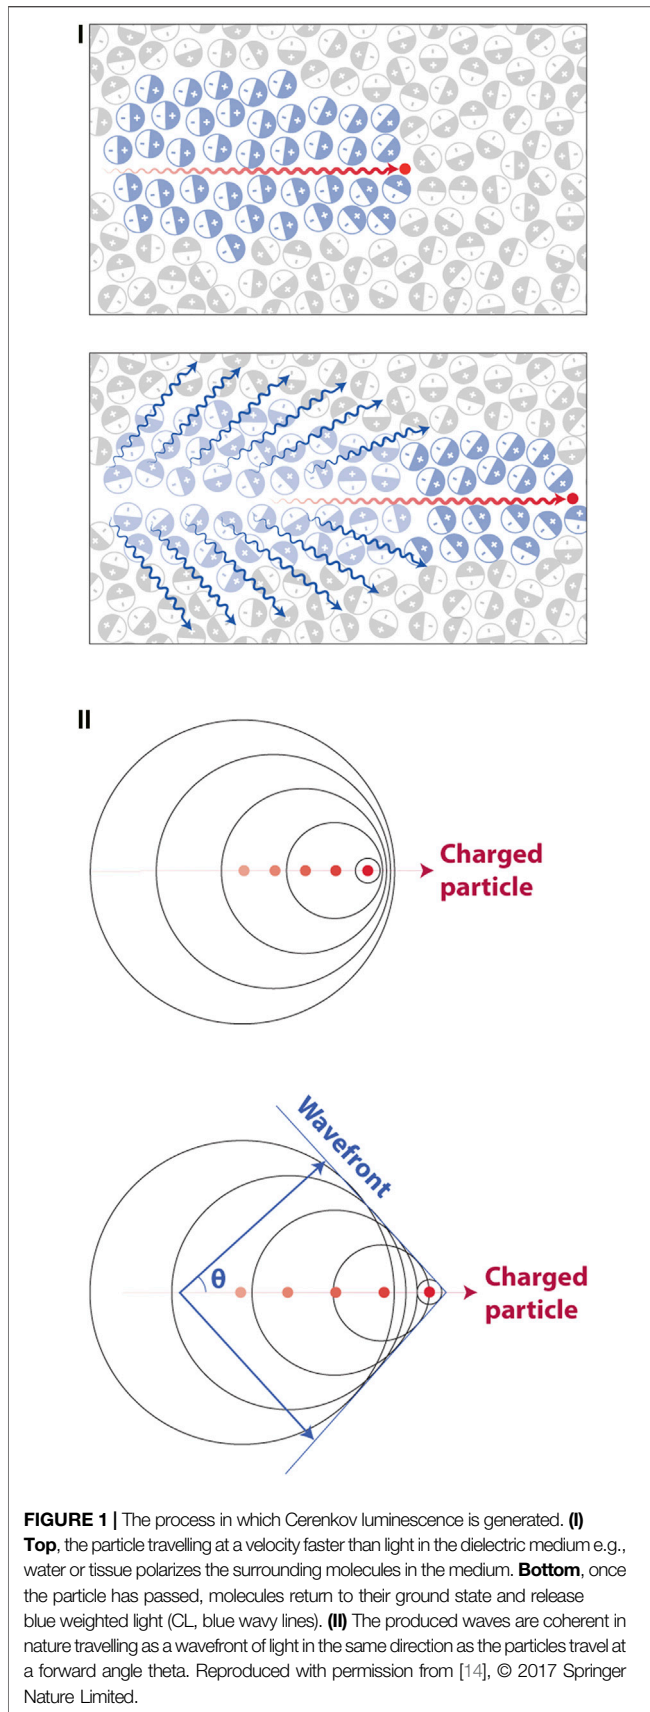 I
II
Charged
particle
Wavefront
θ
Charged
particle
FIGURE 1 | The process in which Cerenkov luminescence is generated. (I)
Top, the particle travelling at a velocity faster than light in the dielectric medium e.g.,
water or tissue polarizes the surrounding molecules in the medium. Bottom, once
the particle has passed, molecules return to their ground state and release
blue weighted light (CL, blue wavy lines). (II) The produced waves are coherent in
nature travelling as a wavefront of light in the same direction as the particles travel at
a forward angle theta. Reproduced with permission from [14], © 2017 Springer
Nature Limited.